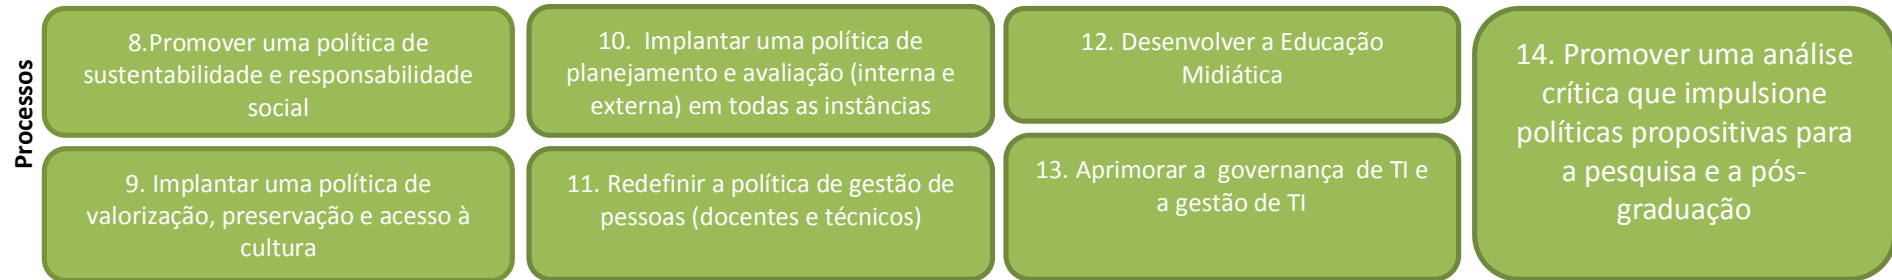 Processos
8.Promover uma política de
sustentabilidade e responsabilidade
social
9. Implantar uma política de
valorização, preservação e acesso à
cultura
10. Implantar uma política de
planejamento e avaliação (interna e
externa) em todas as instâncias
11. Redefinir a política de gestão de
pessoas (docentes e técnicos)
12. Desenvolver a Educação
Midiática
13. Aprimorar a governança de TI e
a gestão de TI
14. Promover uma análise
crítica que impulsione
políticas propositivas para
a pesquisa e a pós-
graduação